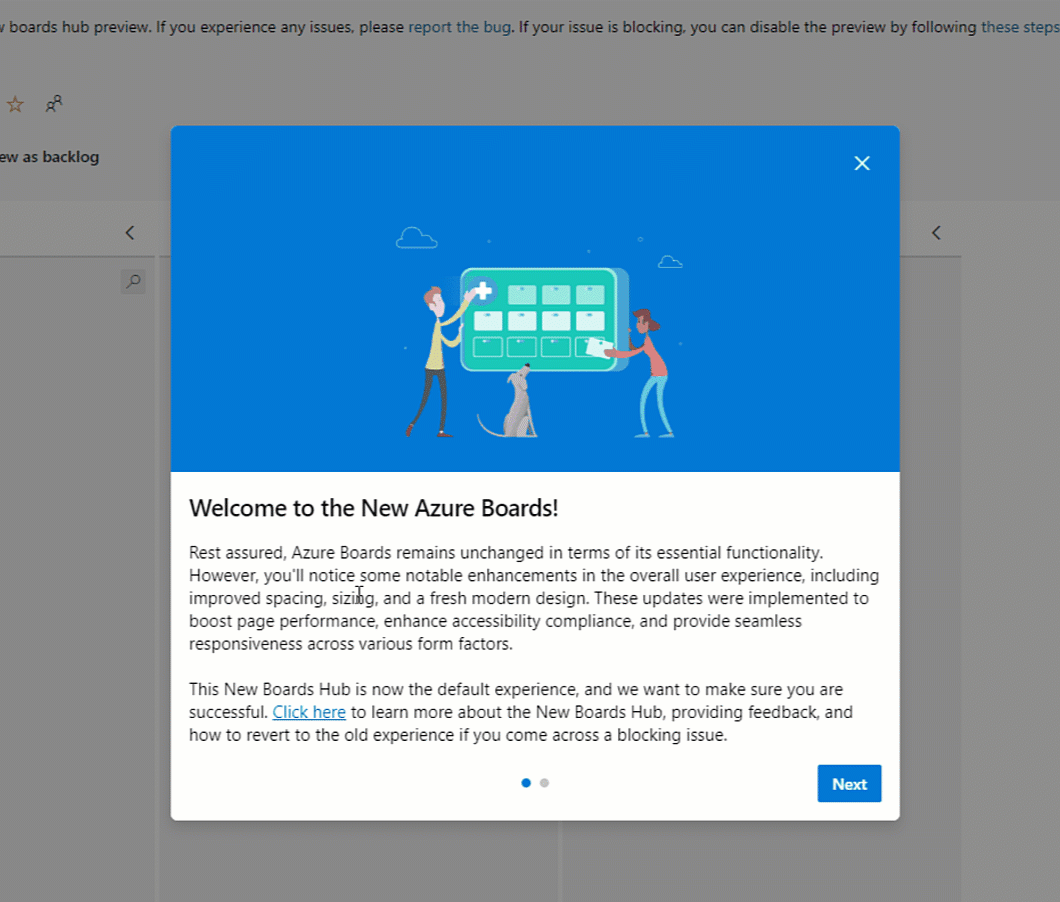 boards hub preview. If you experience any issues, please report the bug. If your issue is blocking, you can disable the preview by following these steps
as backlog
Welcome to the New Azure Boards!
Rest assured, Azure Boards remains unchanged in terms of its essential functionality.
However, you'll notice some notable enhancements in the overall user experience, including
improved spacing, sizing, and a fresh modern design. These updates were implemented to
boost page performance, enhance accessibility compliance, and provide seamless
responsiveness across various form factors.
This New Boards Hub is now the default experience, and we want to make sure you are
successful. Click here to learn more about the New Boards Hub, providing feedback, and
how to revert to the old experience if you come across a blocking issue.
Next